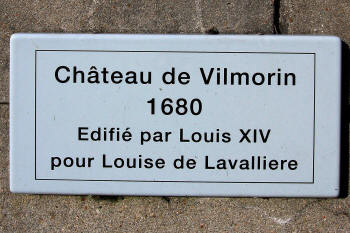 Château de Vilmorin
1680
Edifié par Louis XIV
pour Louise de Lavalliere